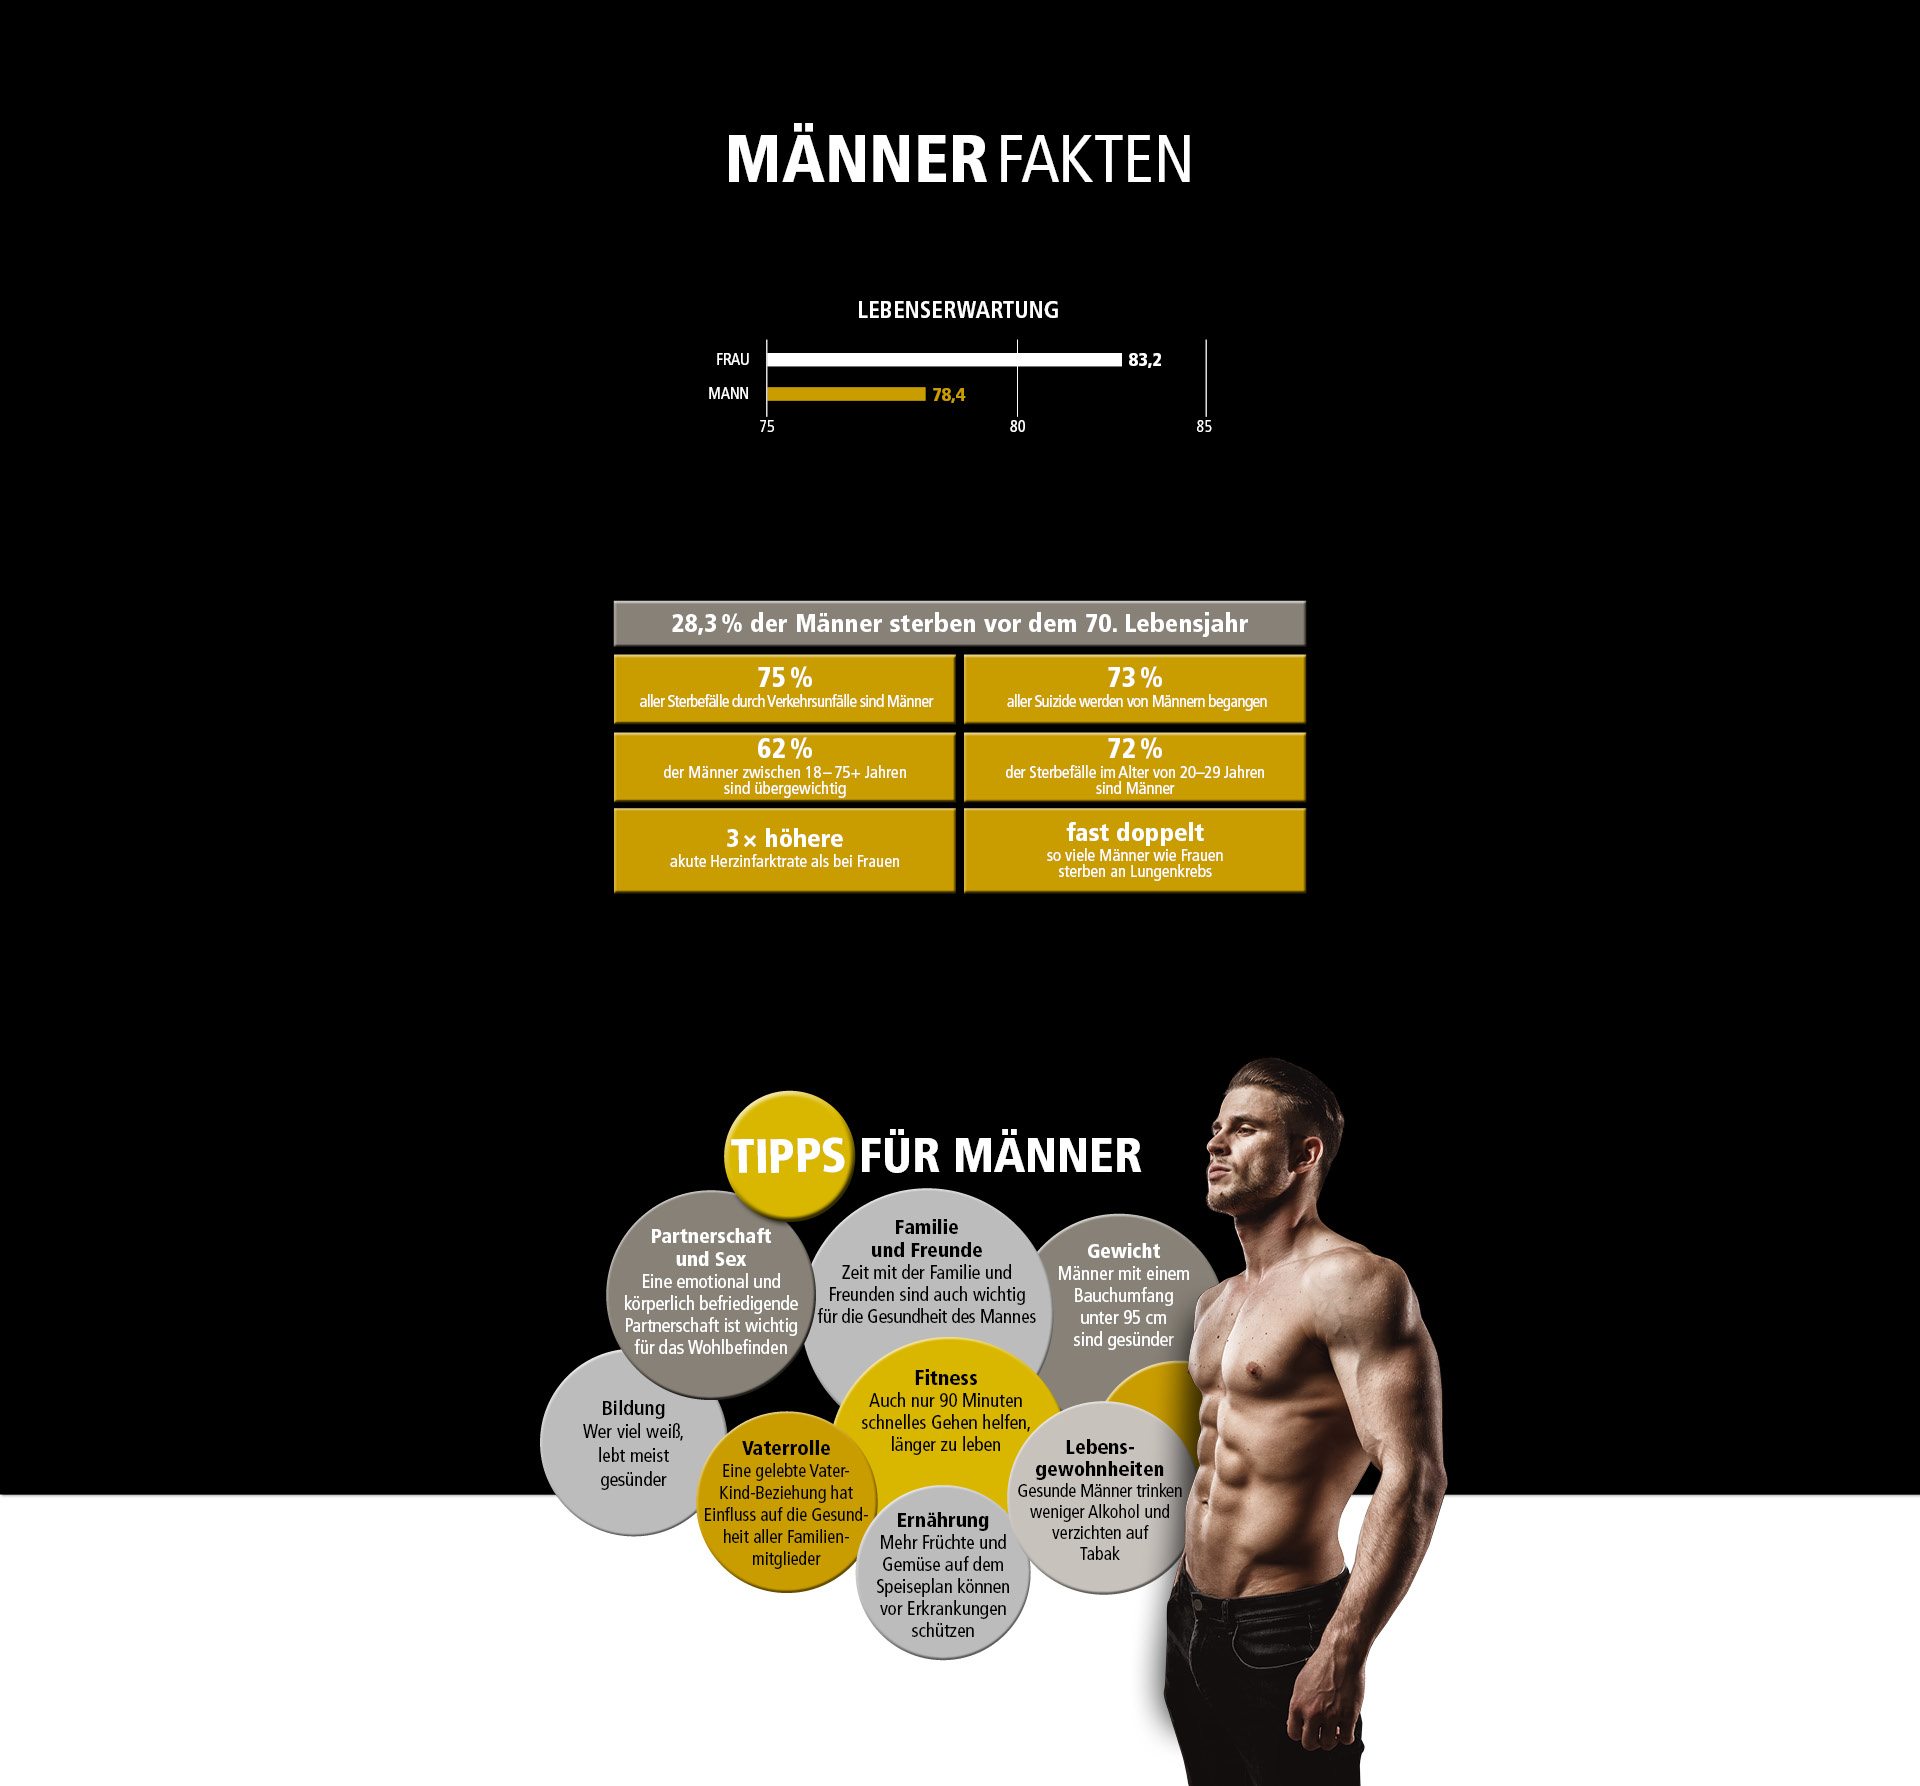 MÄNNER FAKTEN
LEBENSERWARTUNG
FRAU 83,2
MANN 78,4
75 80 85
28,3 % der Männer sterben vor dem 70. Lebensjahr
75 %
aller Sterbefälle durch Verkehrsunfälle sind Männer
73 %
aller Suizide werden von Männern begangen
62 %
der Männer zwischen 18–75+ Jahren
sind übergewichtig
72 %
der Sterbefälle im Alter von 20–29 Jahren
sind Männer
3 × höhere
akute Herzinfarktrate als bei Frauen
fast doppelt
so viele Männer wie Frauen
sterben an Lungenkrebs
TIPPS FÜR MÄNNER
Partnerschaft
und Sex
Eine emotional und
körperlich befriedigende
Partnerschaft ist wichtig
für das Wohlbefinden
Familie
und Freunde
Zeit mit der Familie und
Freunden sind auch wichtig
für die Gesundheit des Mannes
Gewicht
Männer mit einem
Bauchumfang
unter 95 cm
sind gesünder
Bildung
Wer viel weiß,
lebt meist
gesünder
Vaterrolle
Eine gelebte Vater-
Kind-Beziehung hat
Einfluss auf die Gesund-
heit aller Familien-
mitglieder
Fitness
Auch nur 90 Minuten
schnelles Gehen helfen,
länger zu leben
Ernährung
Mehr Früchte und
Gemüse auf dem
Speiseplan können
vor Erkrankungen
schützen
Lebens-
gewohnheiten
Gesunde Männer trinken
weniger Alkohol und
verzichten auf
Tabak